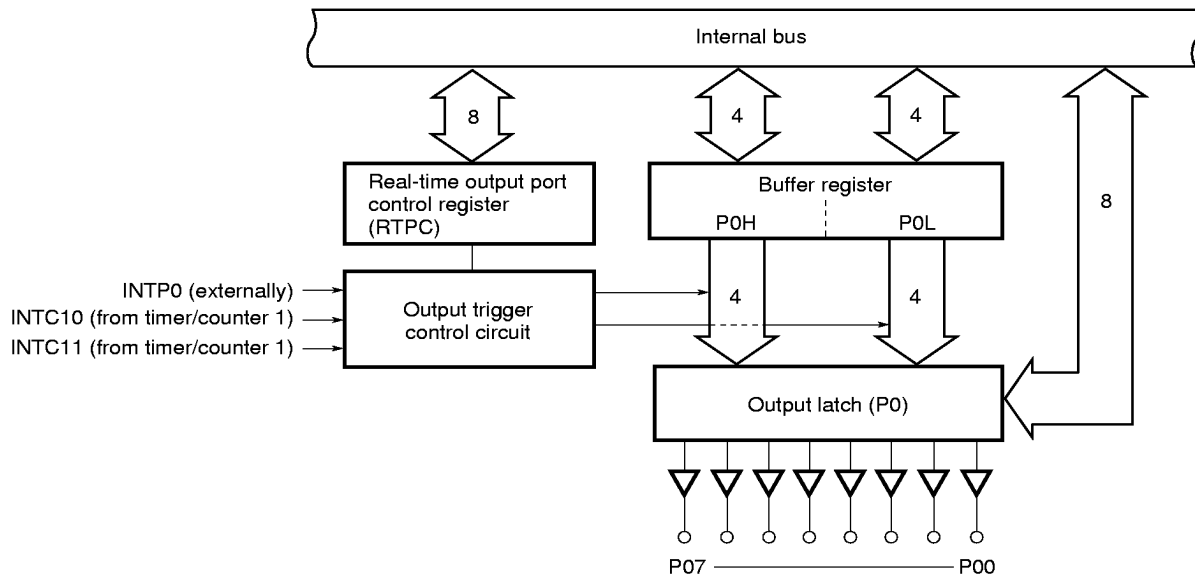 Internal bus
8
4
4
Real-time output port
control register
(RTPC)
Buffer register
P0H
P0L
8
INTP0 (externally)
INTC10 (from timer/counter 1)
INTC11 (from timer/counter 1)
Output trigger
control circuit
4
4
Output latch (P0)
P07
P00